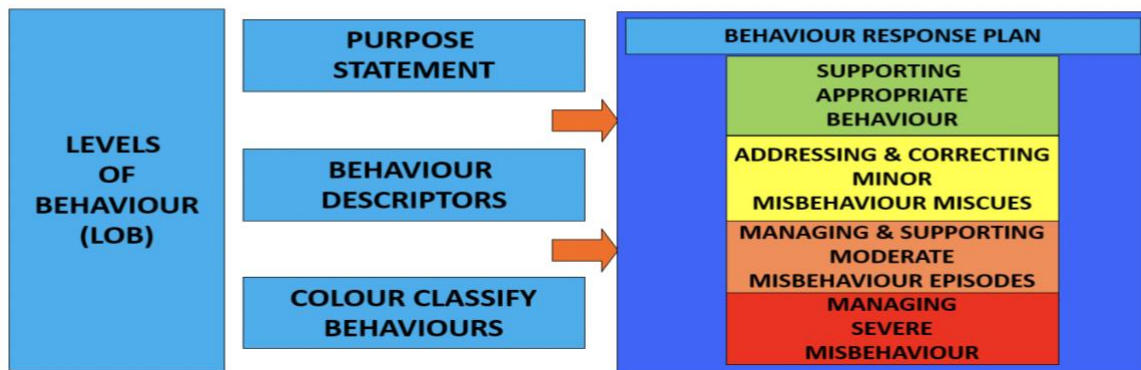 LEVELS
OF
BEHAVIOUR
(LOB)
PURPOSE
STATEMENT
BEHAVIOUR
DESCRIPTORS
COLOUR CLASSIFY
BEHAVIOURS
BEHAVIOUR RESPONSE PLAN
SUPPORTING
APPROPRIATE
BEHAVIOUR
ADDRESSING & CORRECTING
MINOR
MISBEHAVIOUR MISCUES
MANAGING & SUPPORTING
MODERATE
MISBEHAVIOUR EPISODES
MANAGING
SEVERE
MISBEHAVIOUR